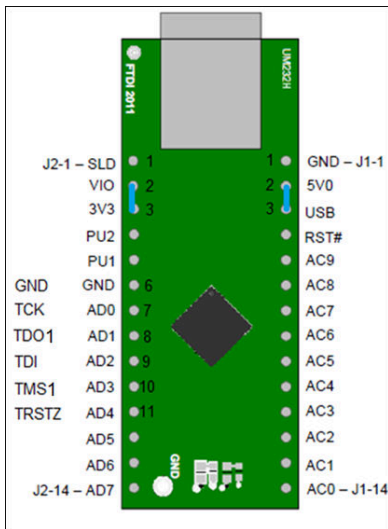 FTDI 2011
UM232H
J2-1 – SLD 1
1 GND – J1-1
VIO 2
2 5V0
3V3 3
3 USB
PU2
RST#
PU1
AC9
GND GND 6
AC8
TCK AD0 7
AC7
TDO1 AD1 8
AC6
TDI AD2 9
AC5
TMS1 AD3 10
AC4
TRSTZ AD4 11
AC3
AD5
AC2
AD6
GND
AC1
J2-14 – AD7
AC0 – J1-14